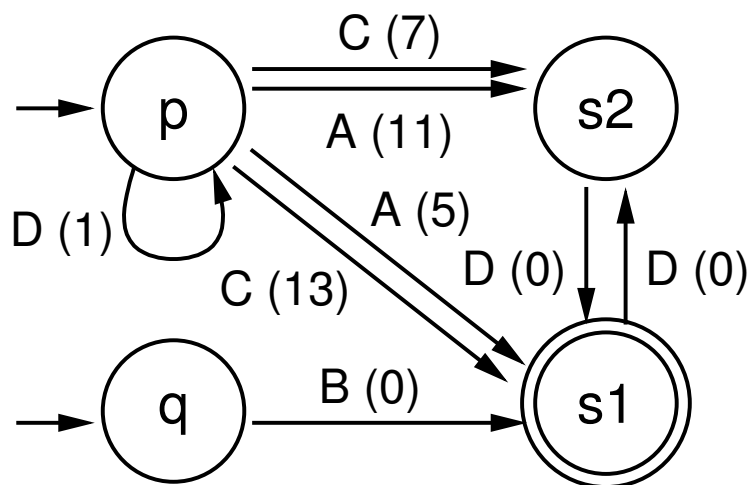 C (7)
p
s2
A (11)
A (5)
D (1)
D (0)
D (0)
C (13)
B (0)
q
s1